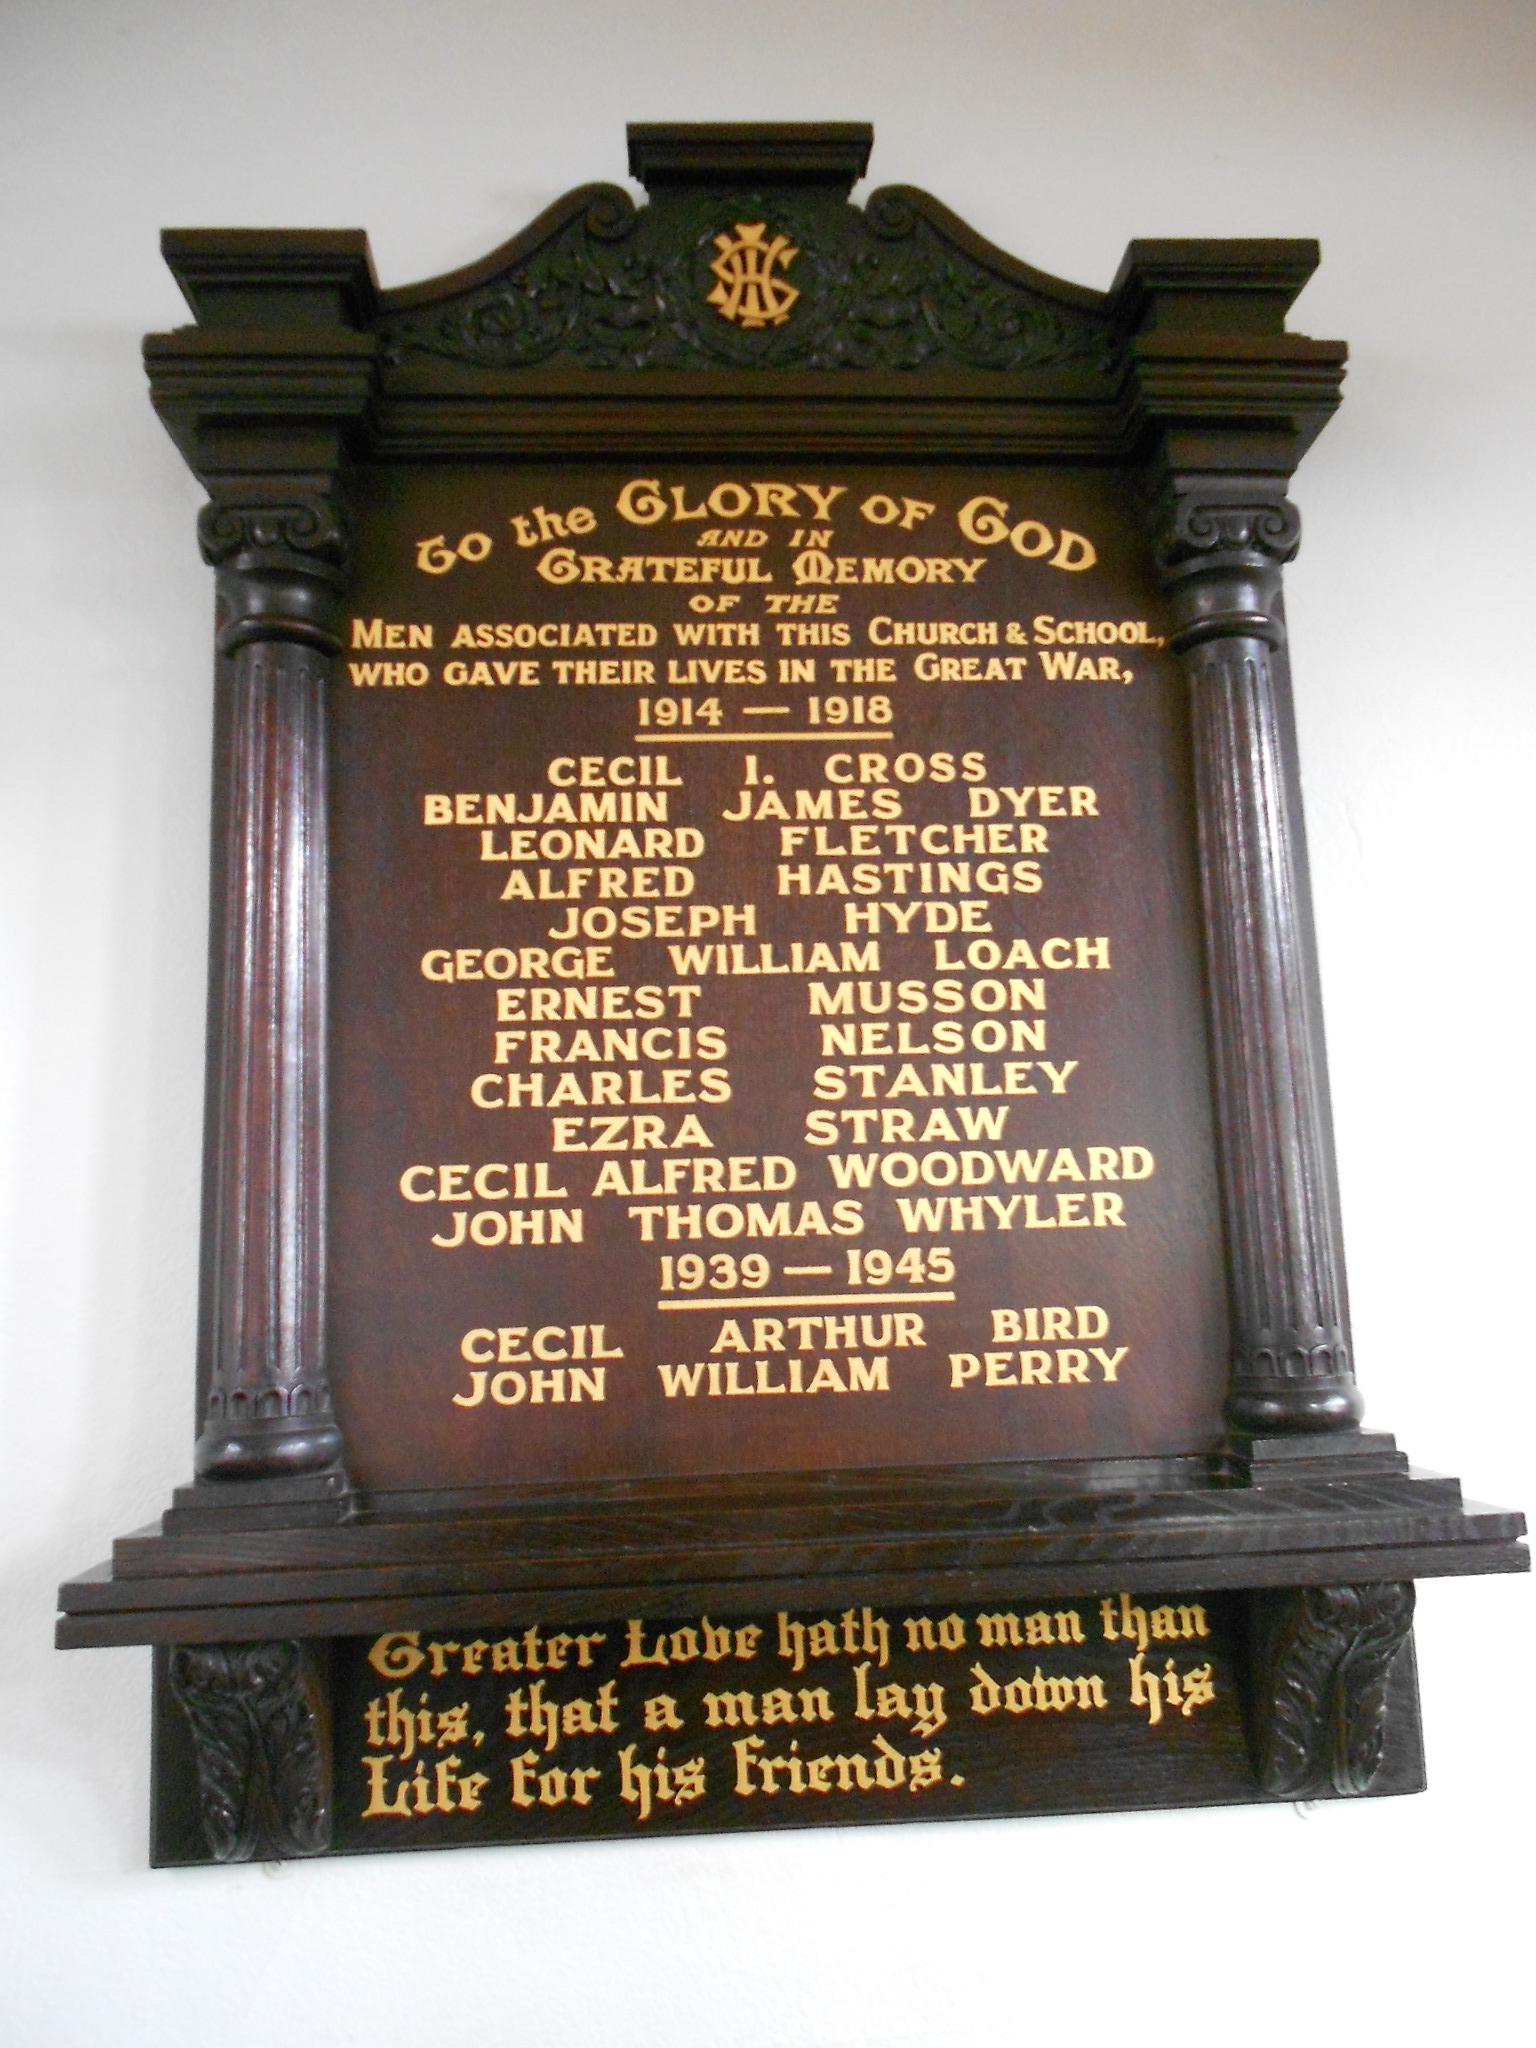 IHS
To the GLORY OF GOD
AND IN
GRATEFUL MEMORY
OF THE
MEN ASSOCIATED WITH THIS CHURCH & SCHOOL,
WHO GAVE THEIR LIVES IN THE GREAT WAR,
1914 — 1918
CECIL I. CROSS
BENJAMIN JAMES DYER
LEONARD FLETCHER
ALFRED HASTINGS
JOSEPH HYDE
GEORGE WILLIAM LOACH
ERNEST MUSSON
FRANCIS NELSON
CHARLES STANLEY
EZRA STRAW
CECIL ALFRED WOODWARD
JOHN THOMAS WHYLER
1939 — 1945
CECIL ARTHUR BIRD
JOHN WILLIAM PERRY
Greater Love hath no man than
this, that a man lay down his
Life for his friends.